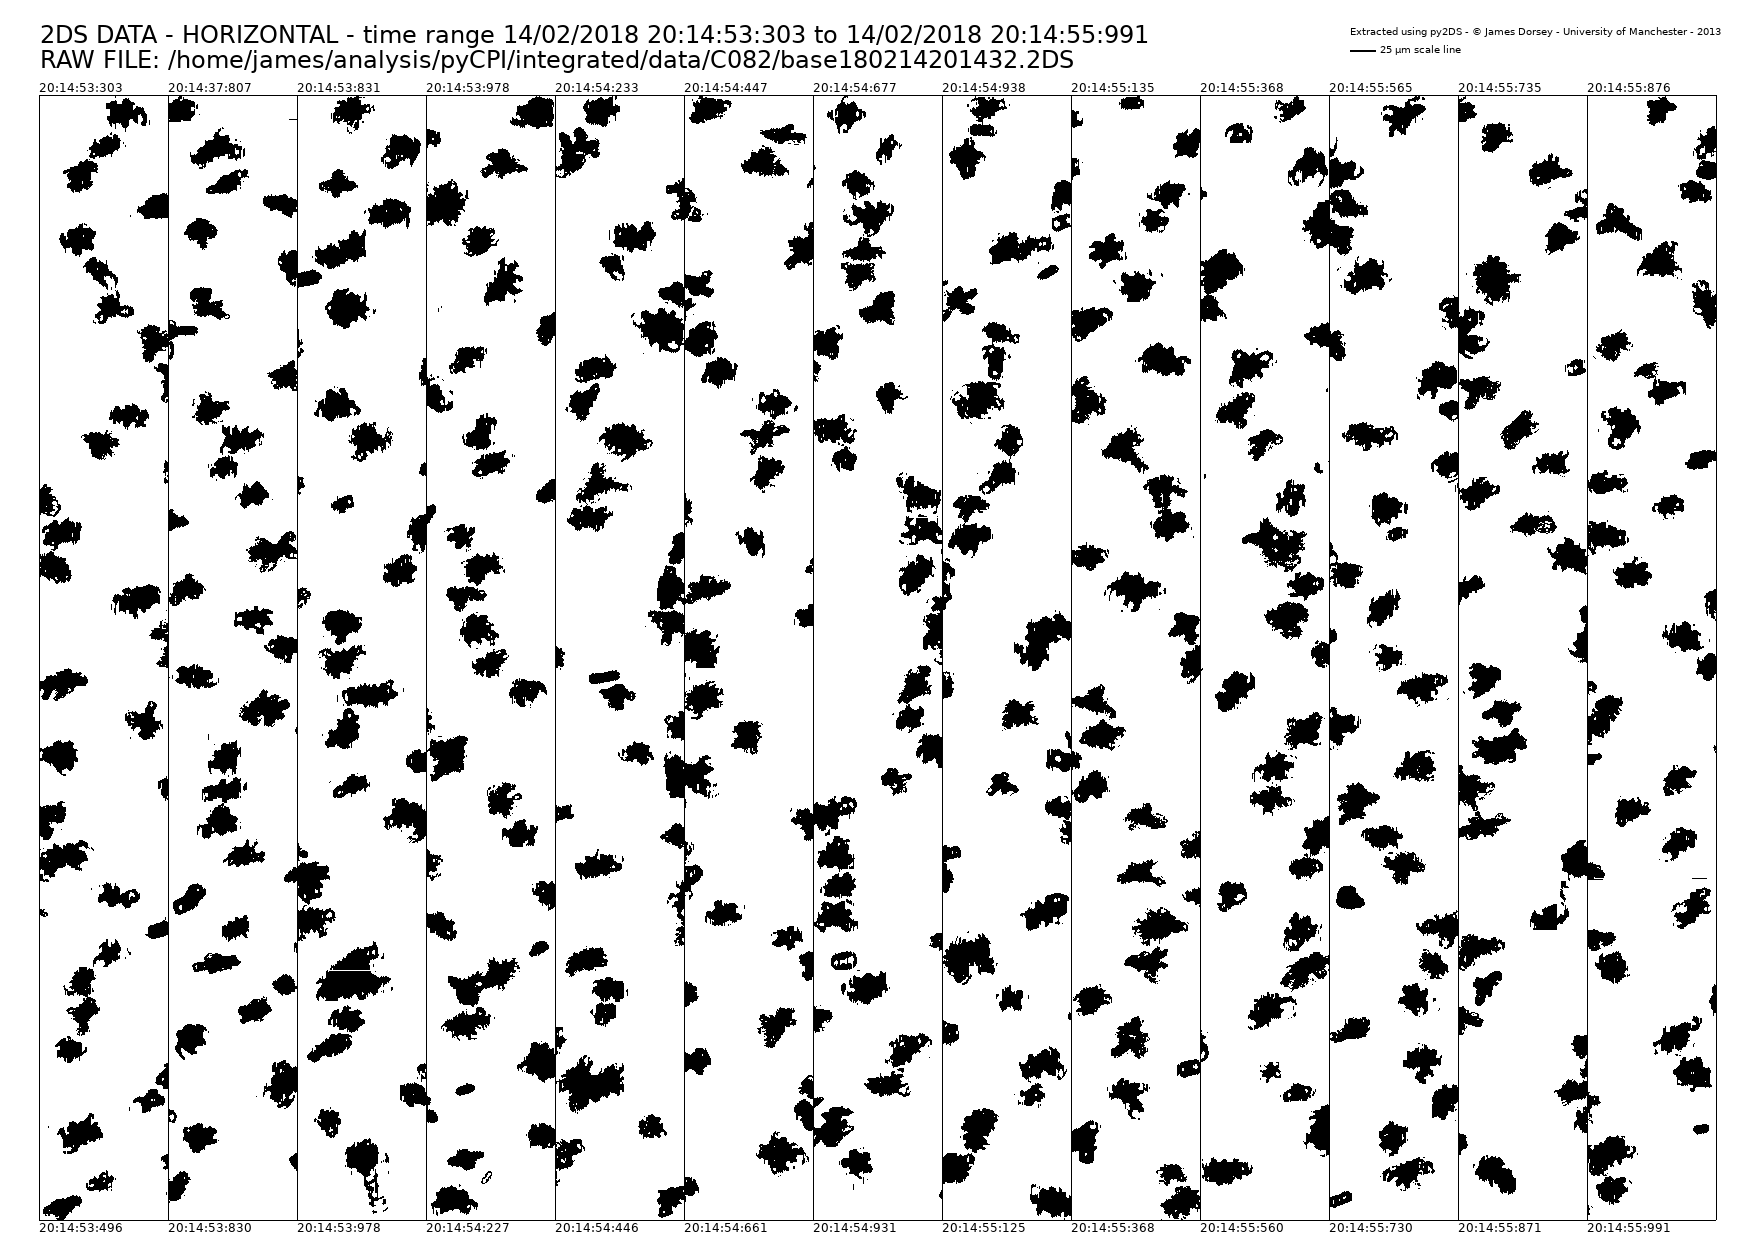 2DS DATA - HORIZONTAL - time range 14/02/2018 20:14:53:303 to 14/02/2018 20:14:55:991
RAW FILE: /home/james/analysis/pyCPI/integrated/data/C082/base180214201432.2DS
Extracted using py2DS - © James Dorsey - University of Manchester - 2013
25 µm scale line
20:14:53:303 20:14:37:807 20:14:53:831 20:14:53:978 20:14:54:233 20:14:54:447 20:14:54:677 20:14:54:938 20:14:55:135 20:14:55:368 20:14:55:565 20:14:55:735 20:14:55:876
20:14:53:496 20:14:53:830 20:14:53:978 20:14:54:227 20:14:54:446 20:14:54:661 20:14:54:931 20:14:55:125 20:14:55:368 20:14:55:560 20:14:55:730 20:14:55:871 20:14:55:991